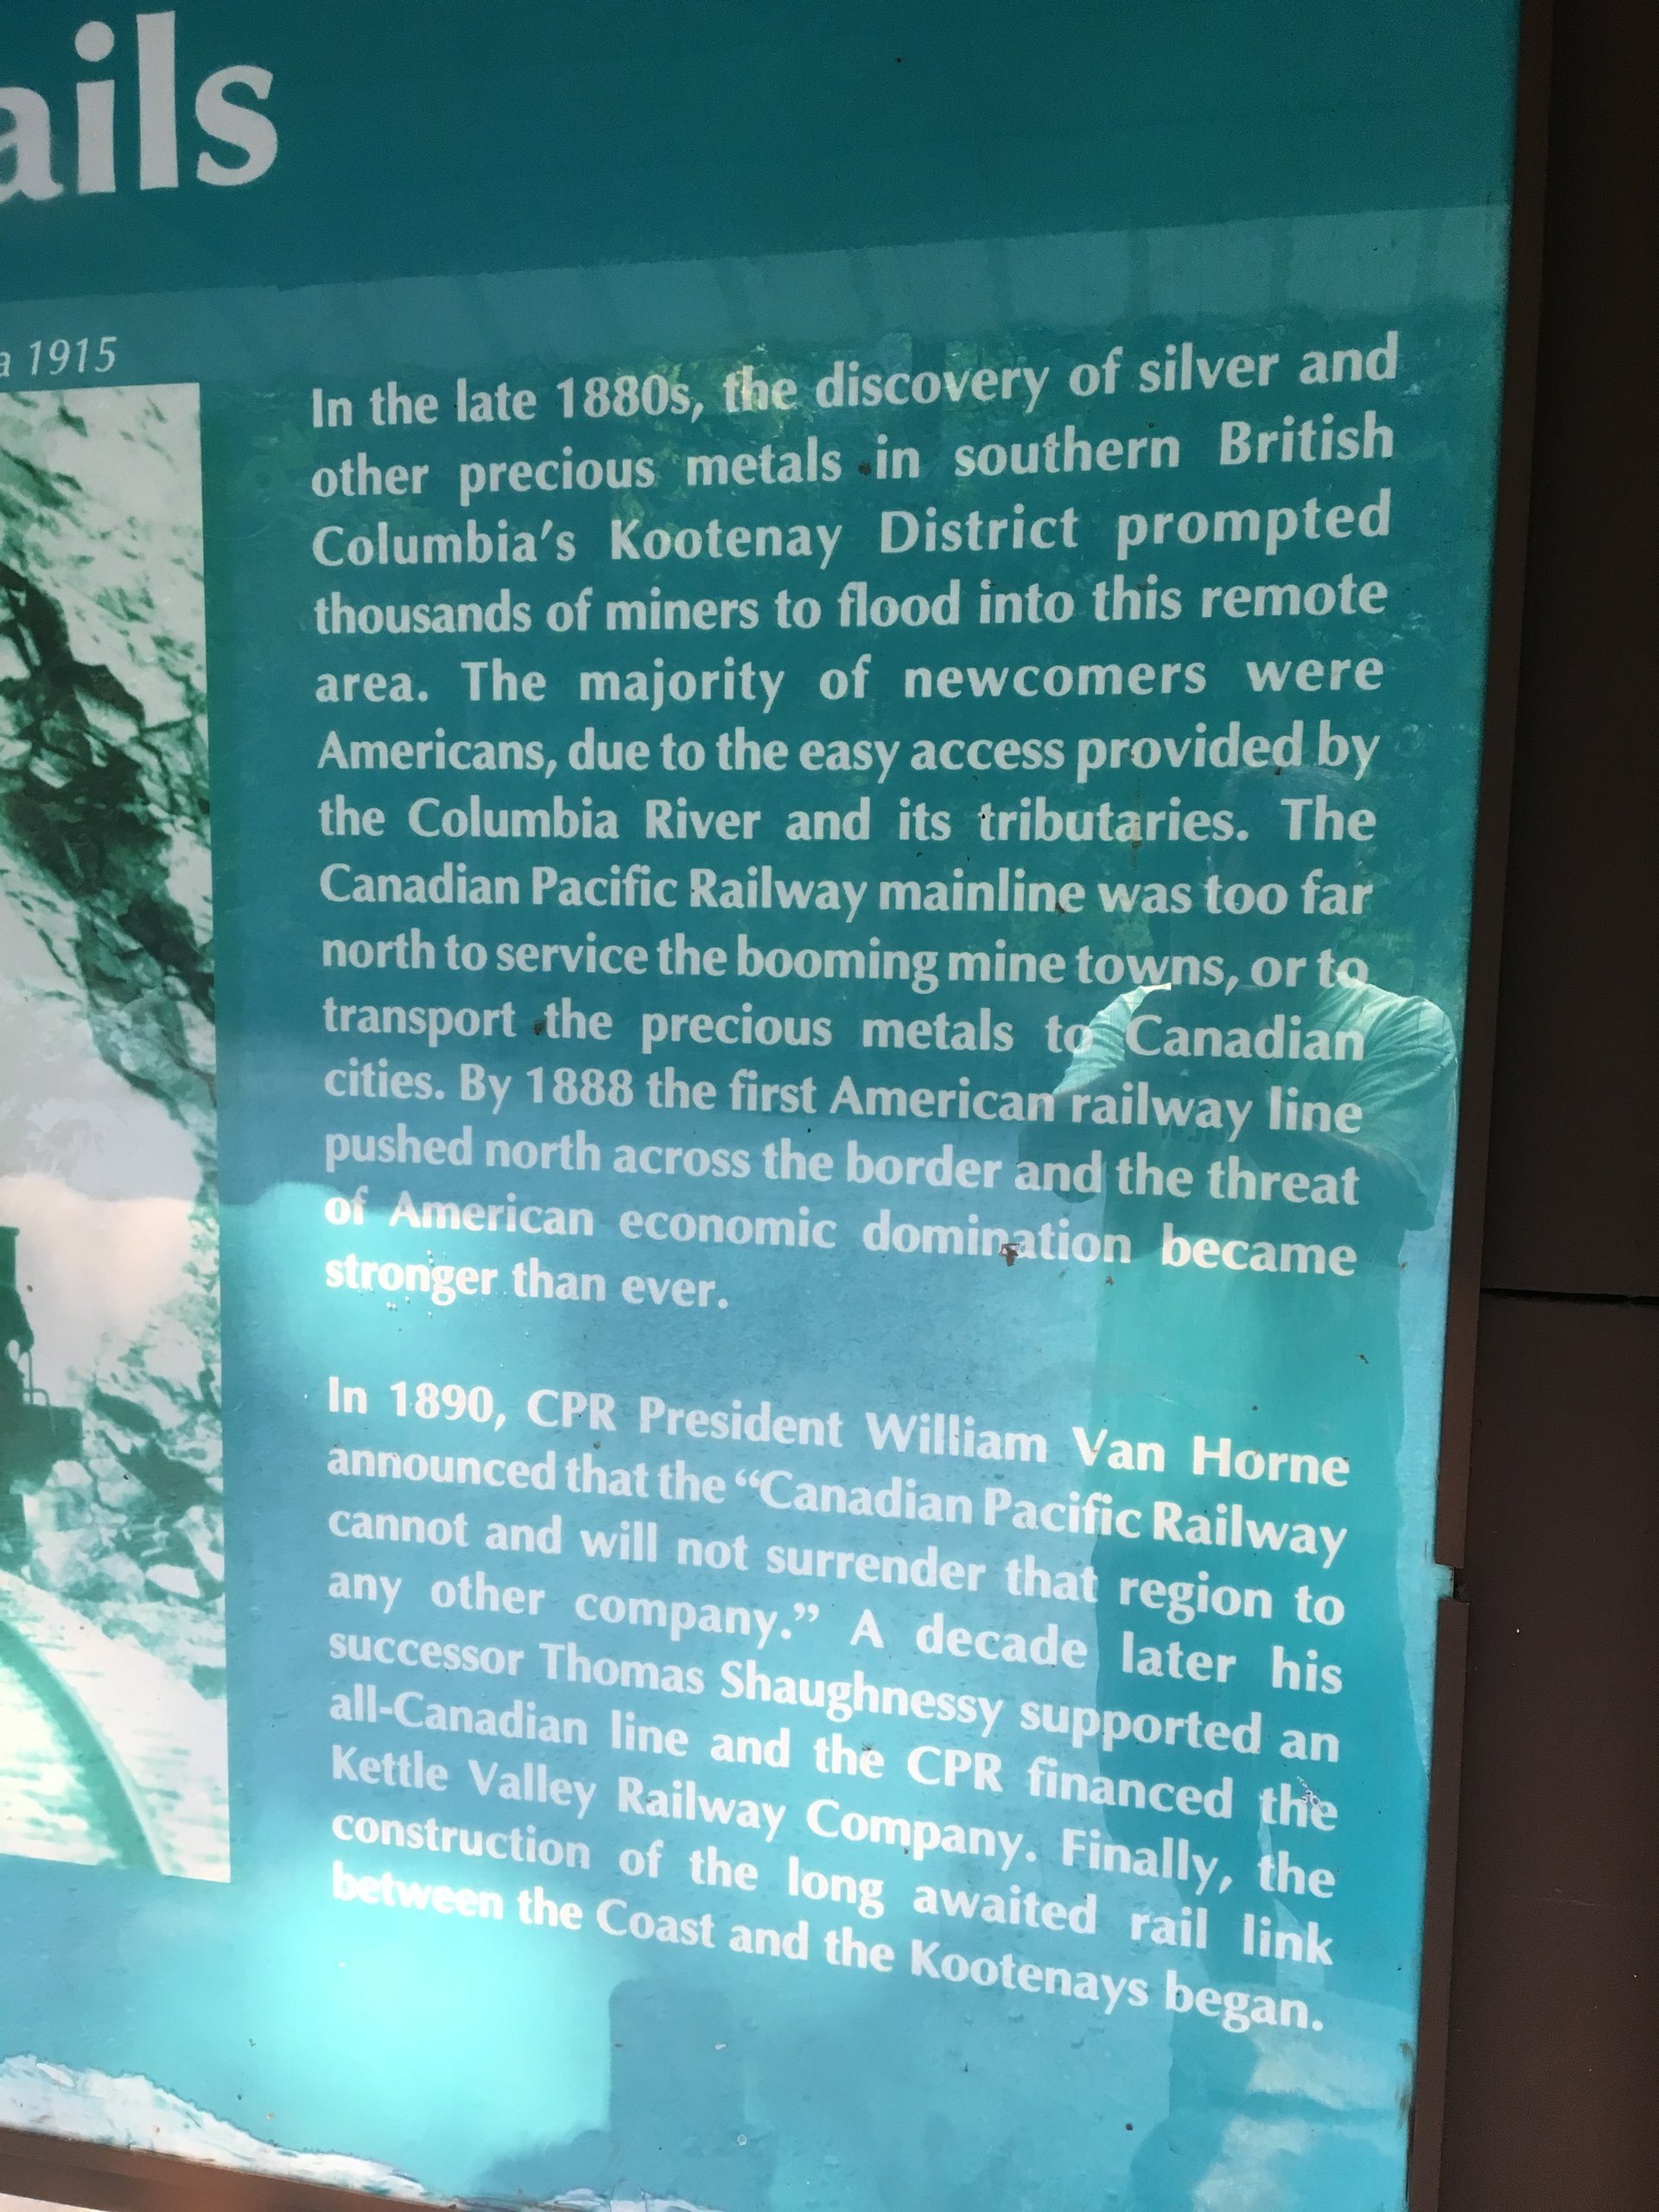 ails
a 1915
In the late 1880s, the discovery of silver and
other precious metals in southern British
Columbia's Kootenay District prompted
thousands of miners to flood into this remote
area. The majority of newcomers were
Americans, due to the easy access provided by
the Columbia River and its tributaries. The
Canadian Pacific Railway mainline was too far
north to service the booming mine towns, or to
transport the precious metals to Canadian
cities. By 1888 the first American railway line
pushed north across the border and the threat
of American economic domination became
stronger than ever.
In 1890, CPR President William Van Horne
announced that the “Canadian Pacific Railway
cannot and will not surrender that region to
any other company.” A decade later his
successor Thomas Shaughnessy supported an
all-Canadian line and the CPR financed the
Kettle Valley Railway Company. Finally, the
construction of the long awaited rail link
between the Coast and the Kootenays began.